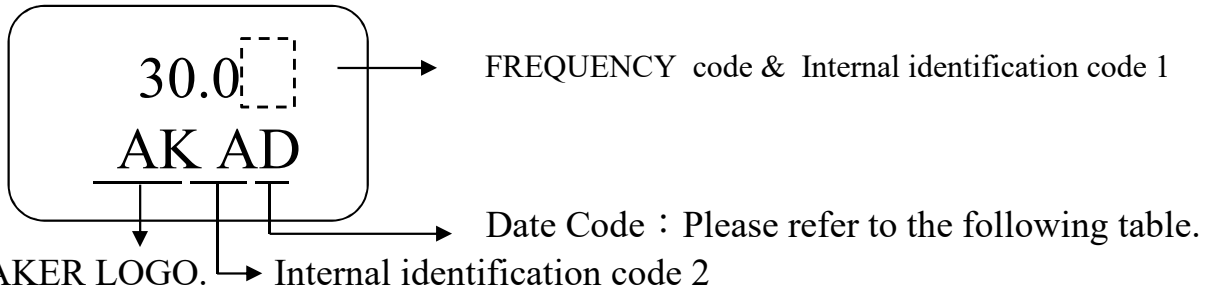 30.0
FREQUENCY code & Internal identification code 1
AK AD
Date Code：Please refer to the following table.
AKER LOGO.
Internal identification code 2